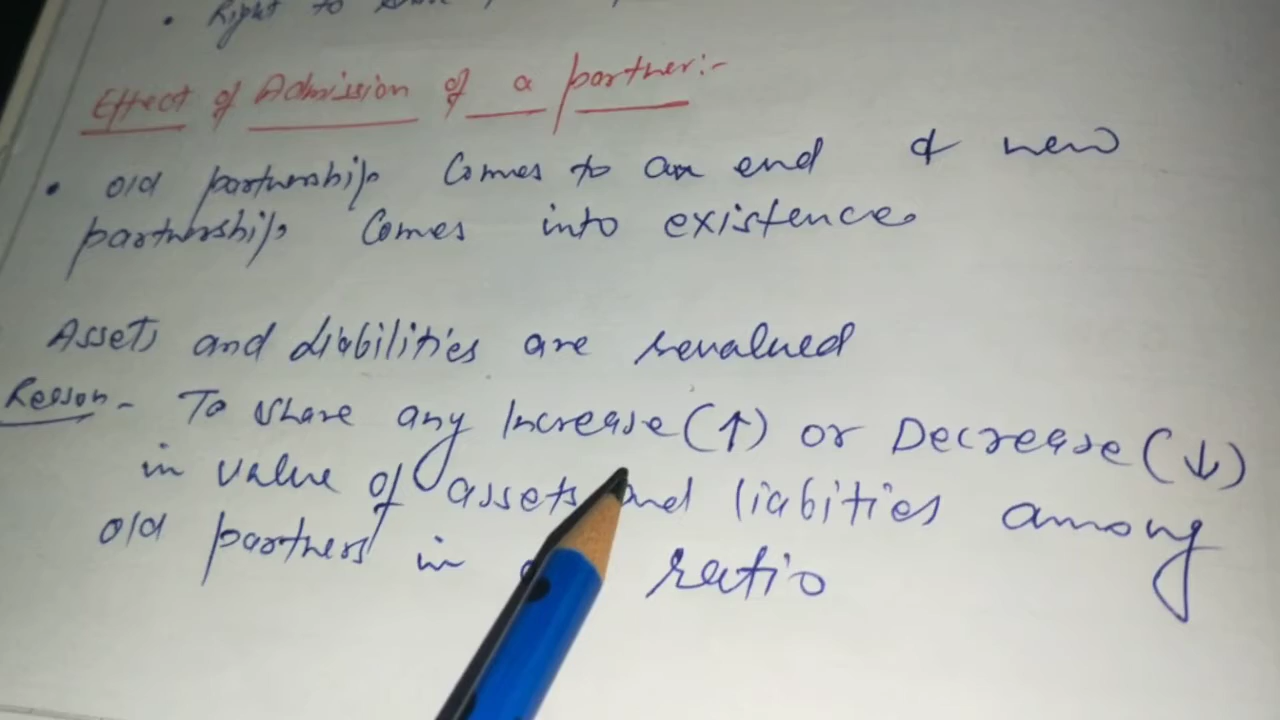 • Right to
Effect of Admission of a partner:-
• old partnership Comes to an end & new
partnership Comes into existence
Assets and liabilities are revalued
Reason - To share any Increase (↑) or Decrease (↓)
in value of assets and liabities among
old partners in ratio